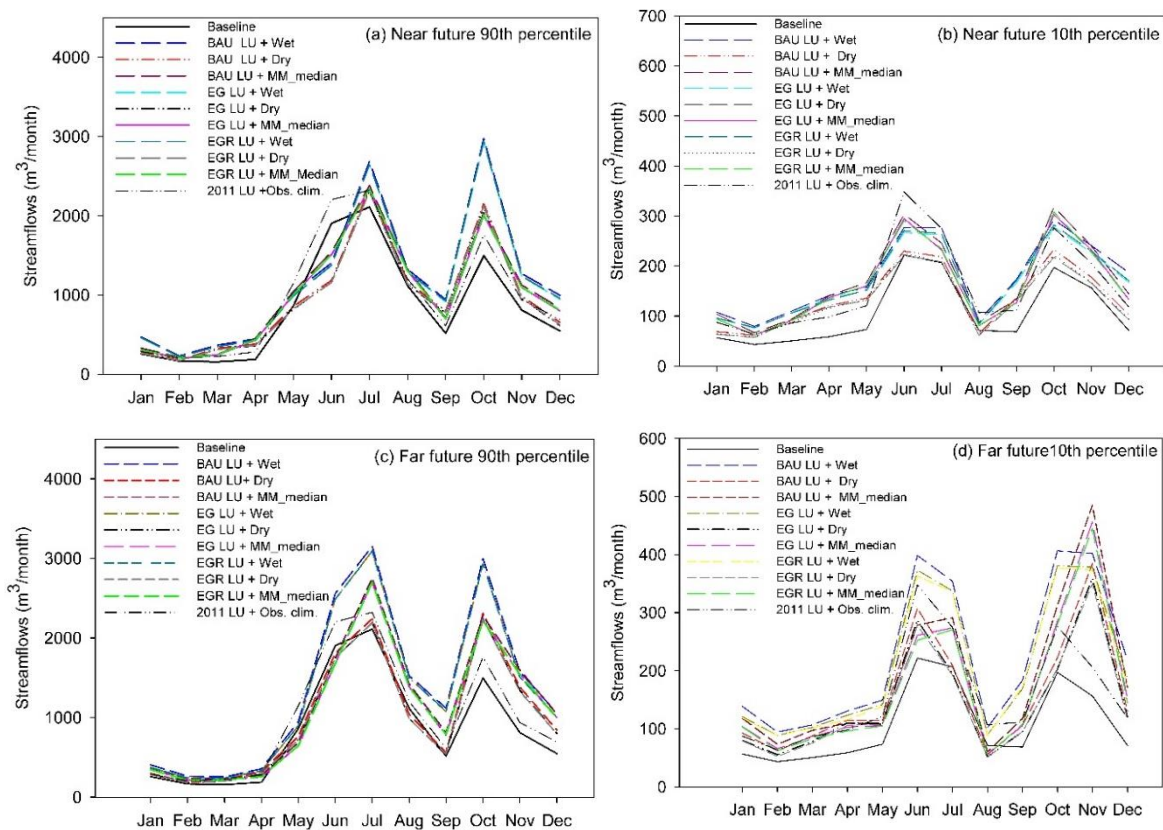 (a) Near future 90th percentile
Streamflows (m³/month)
4000
3000
2000
1000
0
Baseline
BAU LU + Wet
BAU LU + Dry
BAU LU + MM_median
EG LU + Wet
EG LU + Dry
EG LU + MM_median
EGR LU + Wet
EGR LU + Dry
EGR LU + MM_Median
2011 LU +Obs. clim.
Jan Feb Mar Apr May Jun Jul Aug Sep Oct Nov Dec
(b) Near future 10th percentile
Streamflows (m³/month)
700
600
500
400
300
200
100
0
Baseline
BAU LU + Wet
BAU LU + Dry
BAU LU + MM_median
EG LU + Wet
EG LU + Dry
EG LU + MM_median
EGR LU + Wet
EGR LU + Dry
EGR LU + MM_median
2011 LU + Obs. clim.
Jan Feb Mar Apr May Jun Jul Aug Sep Oct Nov Dec
(c) Far future 90th percentile
Streamflows (m³/month)
4000
3000
2000
1000
0
Baseline
BAU LU + Wet
BAU LU+ Dry
BAU LU + MM_median
EG LU + Wet
EG LU + Dry
EG LU + MM_median
EGR LU + Wet
EGR LU + Dry
EGR LU + MM_median
2011 LU + Obs. clim.
Jan Feb Mar Apr May Jun Jul Aug Sep Oct Nov Dec
(d) Far future10th percentile
Streamflows (m³/month)
600
500
400
300
200
100
0
Baseline
BAU LU + Wet
BAU LU + Dry
BAU LU + MM_median
EG LU + Wet
EG LU + Dry
EG LU + MM_median
EGR LU + Wet
EGR LU + Dry
EGR LU + MM_median
2011 LU + Obs. clim.
Jan Feb Mar Apr May Jun Jul Aug Sep Oct Nov Dec